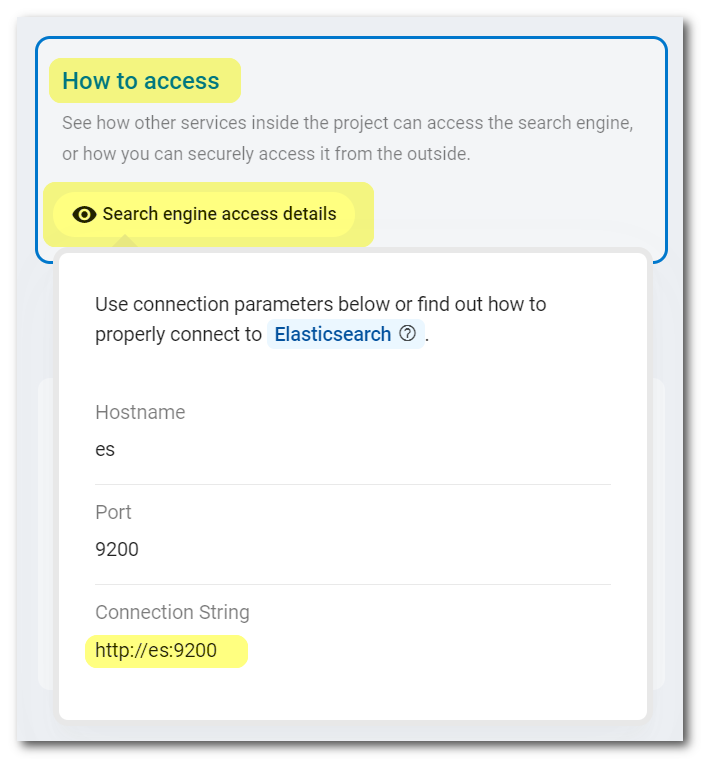 How to access
See how other services inside the project can access the search engine,
or how you can securely access it from the outside.
Search engine access details
Use connection parameters below or find out how to
properly connect to Elasticsearch ?.
Hostname
es
Port
9200
Connection String
http://es:9200